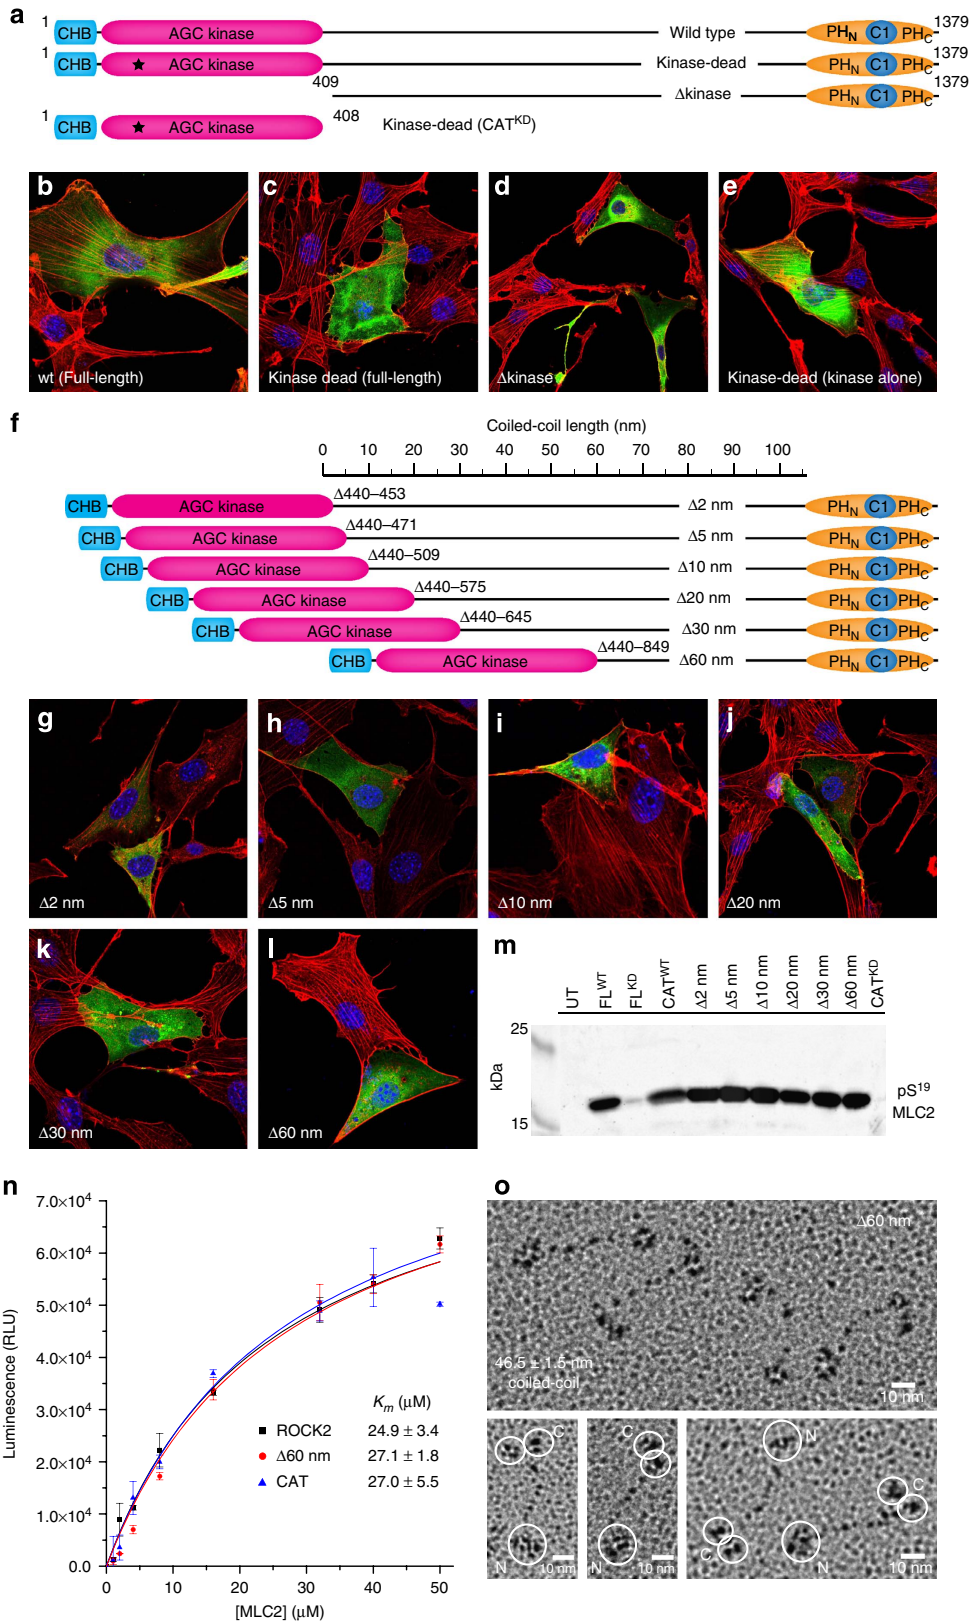 a
1 CHB AGC kinase Wild type PHN C1 PHC 1379
1 CHB ★ AGC kinase Kinase-dead PHN C1 PHC 1379
409 Δkinase PHN C1 PHC 1379
1 CHB ★ AGC kinase 408 Kinase-dead (CATKD)
b
wt (Full-length)
c
Kinase dead (full-length)
d
Δkinase
e
Kinase-dead (kinase alone)
f
Coiled-coil length (nm)
0 10 20 30 40 50 60 70 80 90 100
CHB AGC kinase Δ440–453 Δ2 nm PHN C1 PHC
CHB AGC kinase Δ440–471 Δ5 nm PHN C1 PHC
CHB AGC kinase Δ440–509 Δ10 nm PHN C1 PHC
CHB AGC kinase Δ440–575 Δ20 nm PHN C1 PHC
CHB AGC kinase Δ440–645 Δ30 nm PHN C1 PHC
CHB AGC kinase Δ440–849 Δ60 nm PHN C1 PHC
g
Δ2 nm
h
Δ5 nm
i
Δ10 nm
j
Δ20 nm
k
Δ30 nm
l
Δ60 nm
m
UT FLWT FLKD CATWT Δ2 nm Δ5 nm Δ10 nm Δ20 nm Δ30 nm Δ60 nm CATKD
25
kDa
15
pS19
MLC2
n
7.0×104
6.0×104
5.0×104
4.0×104
3.0×104
2.0×104
1.0×104
0.0
Luminescence (RLU)
Km (μM)
ROCK2 24.9 ± 3.4
Δ60 nm 27.1 ± 1.8
CAT 27.0 ± 5.5
0 10 20 30 40 50
[MLC2] (μM)
o
Δ60 nm
46.5 ± 1.5 nm
coiled-coil
10 nm
C
N
10 nm
C
N
10 nm
N
C
C
N
10 nm